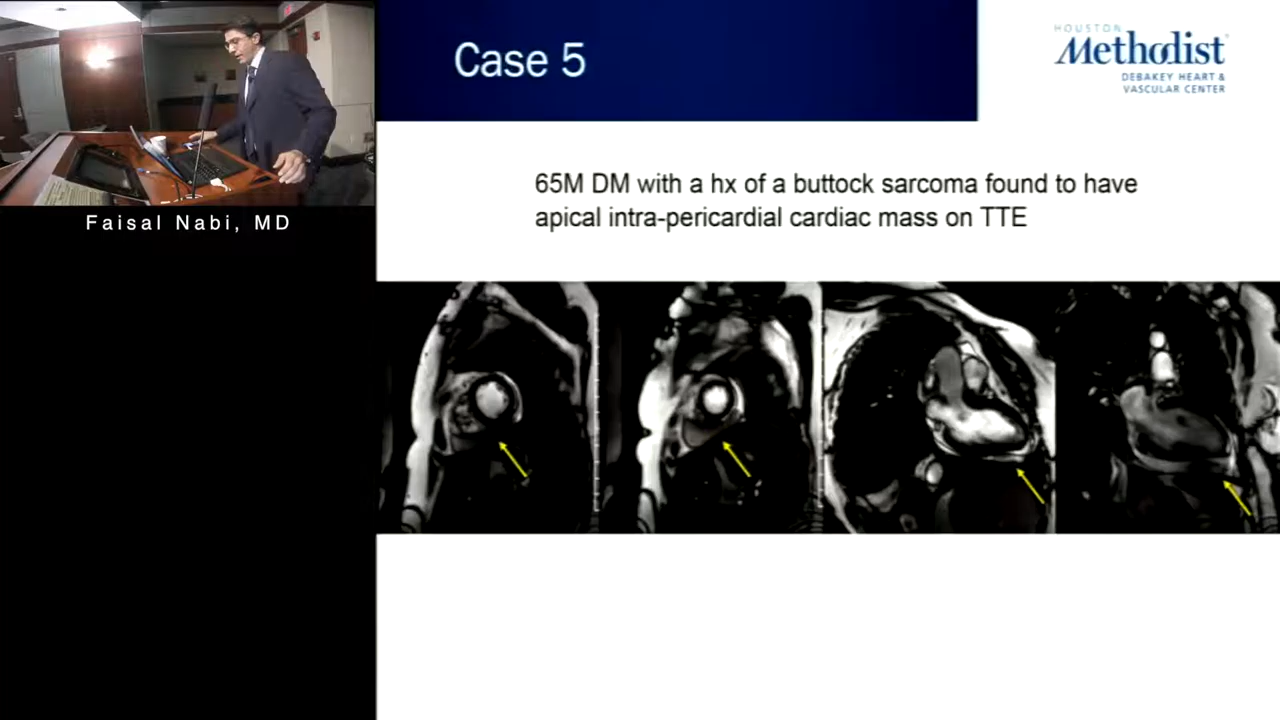 Case 5
HOUSTON
Methodist
DEBAKEY HEART &
VASCULAR CENTER
65M DM with a hx of a buttock sarcoma found to have
apical intra-pericardial cardiac mass on TTE
Faisal Nabi, MD